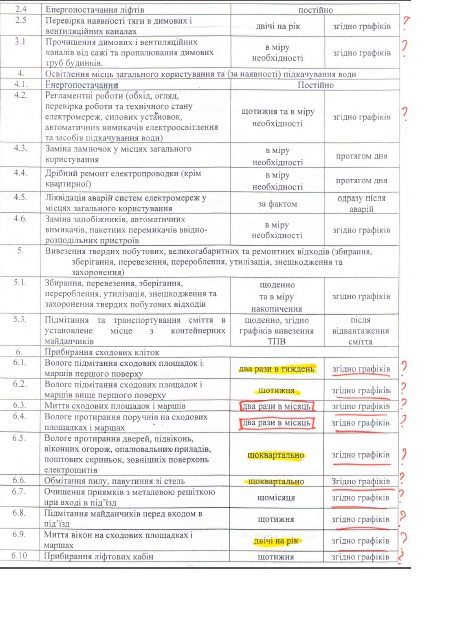 2.4 Енергопостачання ліфтів постійно
2.5 Перевірка наявності тяги в димових і двічі на рік згідно графіків ?
вентиляційних каналах
3.1 Прочищення димових і вентиляційних
каналів від сажі та пропалювання димових в міру необхідності згідно графіків ?
труб будинків.
4. Освітлення місць загального користування та (за наявності) підкачування води
4.1. Енергопостачання Постійно
4.2. Регламентні роботи (обхід, огляд,
перевірка роботи та технічного стану
електромереж, силових установок, щотижня та в міру необхідності згідно графіків ?
автоматичних вимикачів електроосвітлення
та засобів підкачування води)
4.3. Заміна лампочок у місцях загального
користування в міру необхідності протягом дня
4.4. Дрібний ремонт електропроводки (крім
квартирної) в міру необхідності протягом дня
4.5. Ліквідація аварій систем електромереж у
місцях загального користування за фактом одразу після аварій
4.6. Заміна запобіжників, автоматичних
вимикачів, пакетних перемикачів ввідно-
розподільних пристроїв в міру необхідності згідно графіків
5. Вивезення твердих побутових, великогабаритних та ремонтних відходів (збирання,
зберігання, перевезення, перероблення, утилізація, знешкодження та
захоронення)
5.1. Збирання, перевезення, зберігання,
перероблення, утилізація, знешкодження та
захоронення твердих побутових відходів щоденно та в міру накопичення згідно графіків
5.3. Підмітання та транспортування сміття в
установлене місце з контейнерних
майданчиків щоденно, згідно графіків вивезення ТПВ після відвантаження сміття
6. Прибирання сходових кліток
6.1. Вологе підмітання сходових площадок і
маршів першого поверху два рази в тиждень згідно графіків ?
6.2. Вологе підмітання сходових площадок і
маршів вище першого поверху щотижня згідно графіків ?
6.3. Миття сходових площадок і маршів два рази в місяць згідно графіків ?
6.4. Вологе протирання поручнів на сходових
площадках і маршах два рази в місяць згідно графіків ?
6.5. Вологе протирання дверей, підвіконь,
віконних огорож, опалювальних приладів,
поштових скриньок, зовнішніх поверхонь
електрощитів щоквартально згідно графіків ?
6.6. Обмітання пилу, павутиння зі стель щоквартально Згідно графіків ?
6.7. Очищення приямків з металевою решіткою
при вході в під'їзд щомісяця згідно графіків ?
6.8. Підмітання майданчиків перед входом в
під'їзд щотижня згідно графіків ?
6.9. Миття вікон на сходових площадках і
маршах двічі на рік згідно графіків ?
6.10 Прибирання ліфтових кабін щотижня згідно графіків ?